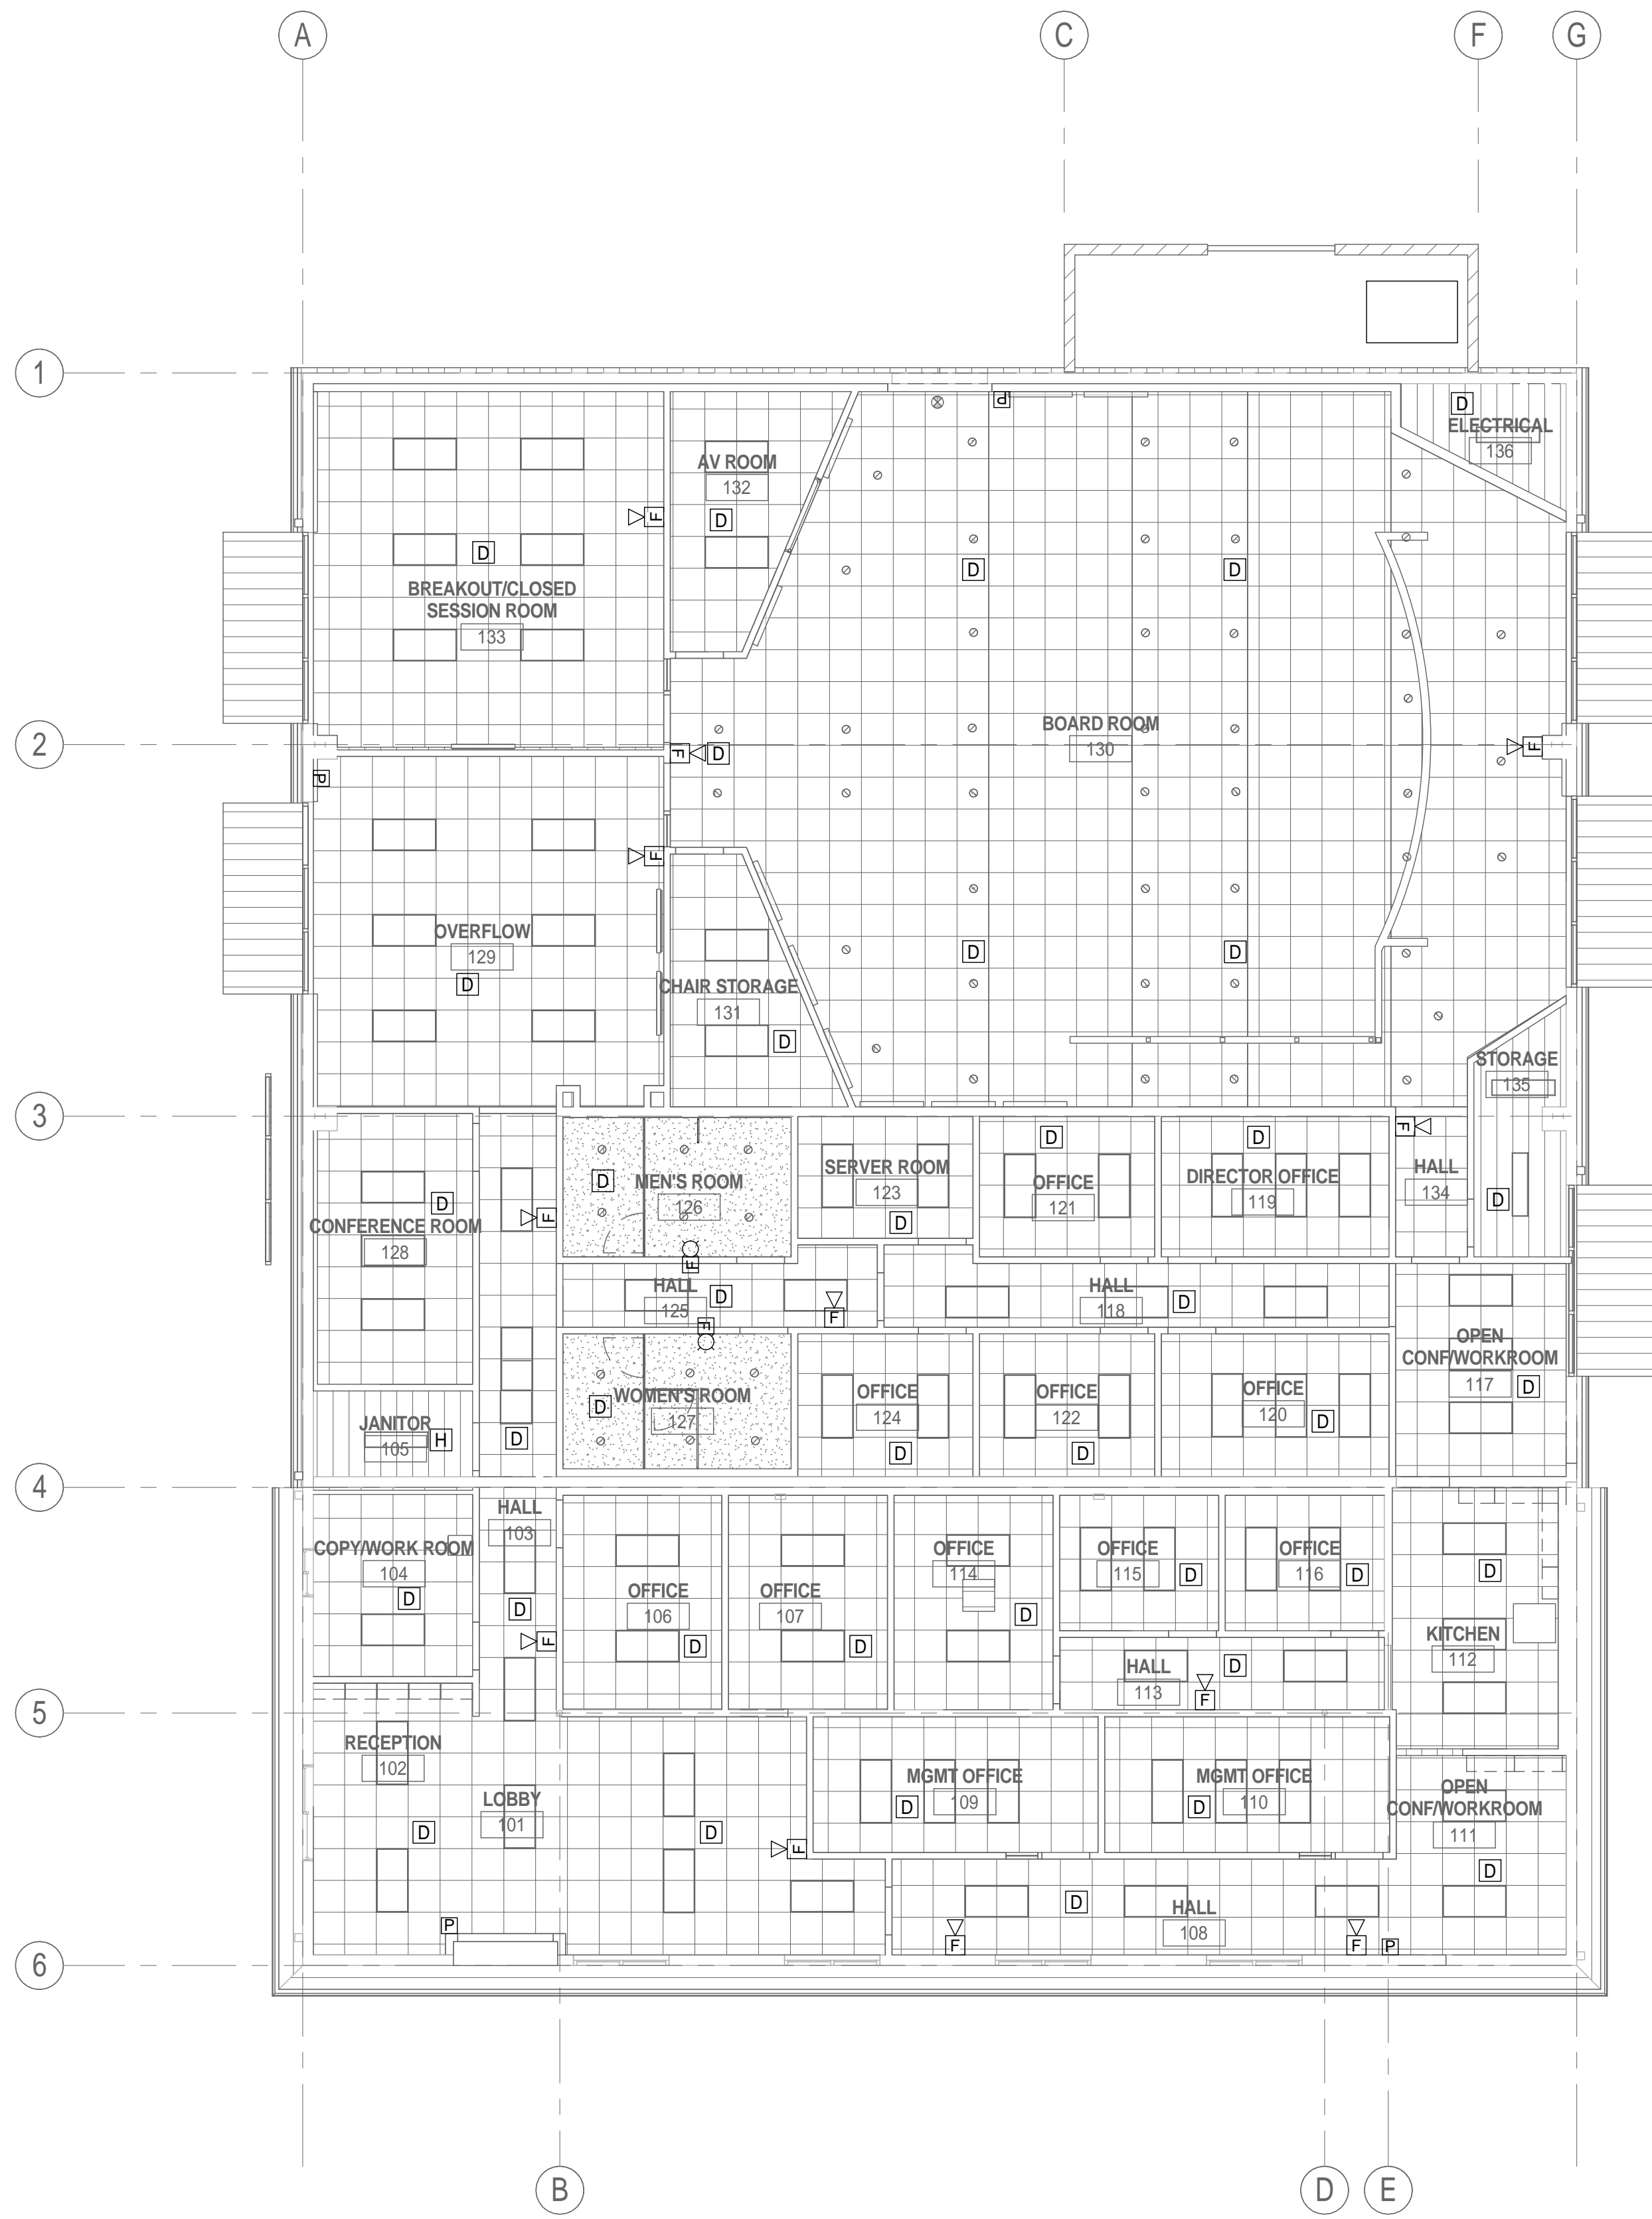 A
C
F
G
1
P
D
ELECTRICAL
136
AV ROOM
132
D
F
D
BREAKOUT/CLOSED
SESSION ROOM
133
D
D
BOARD ROOM
130
2
F
D
F
P
F
OVERFLOW
129
D
D
D
CHAIR STORAGE
131
D
STORAGE
135
3
D
D
F
D
MEN'S ROOM
126
SERVER ROOM
123
D
OFFICE
121
DIRECTOR OFFICE
119
HALL
134
D
D
CONFERENCE ROOM
128
F
F
HALL
125
D
F
HALL
118
D
F
OPEN
CONF/WORKROOM
117
D
WOMEN'S ROOM
127
D
OFFICE
124
D
OFFICE
122
D
OFFICE
120
D
JANITOR
105
H
D
4
HALL
103
COPY/WORK ROOM
104
D
D
F
OFFICE
106
D
OFFICE
107
D
OFFICE
114
D
OFFICE
115
D
OFFICE
116
D
D
KITCHEN
112
HALL
113
D
F
5
RECEPTION
102
LOBBY
101
D
D
F
MGMT OFFICE
109
D
MGMT OFFICE
110
D
OPEN
CONF/WORKROOM
111
D
D
HALL
108
P
F
F
P
6
B
D
E